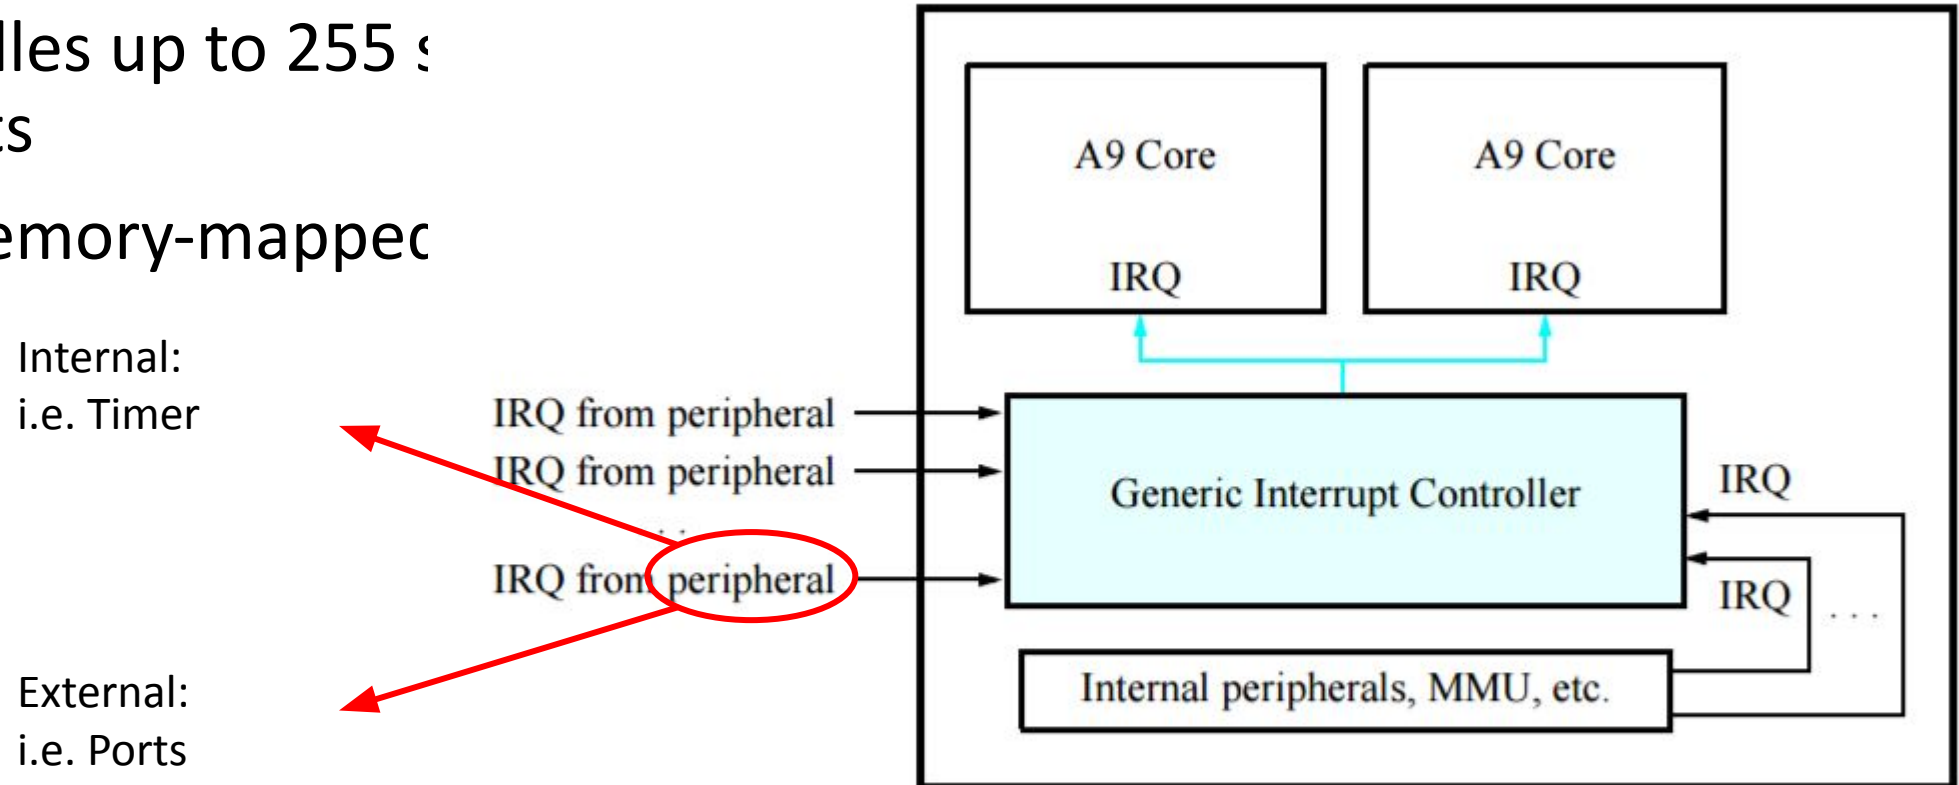 lles up to 255 s
ts
emory-mapped
Internal:
i.e. Timer
External:
i.e. Ports
IRQ from peripheral
IRQ from peripheral
. .
IRQ from peripheral
A9 Core
IRQ
A9 Core
IRQ
Generic Interrupt Controller
IRQ
IRQ
. . .
Internal peripherals, MMU, etc.